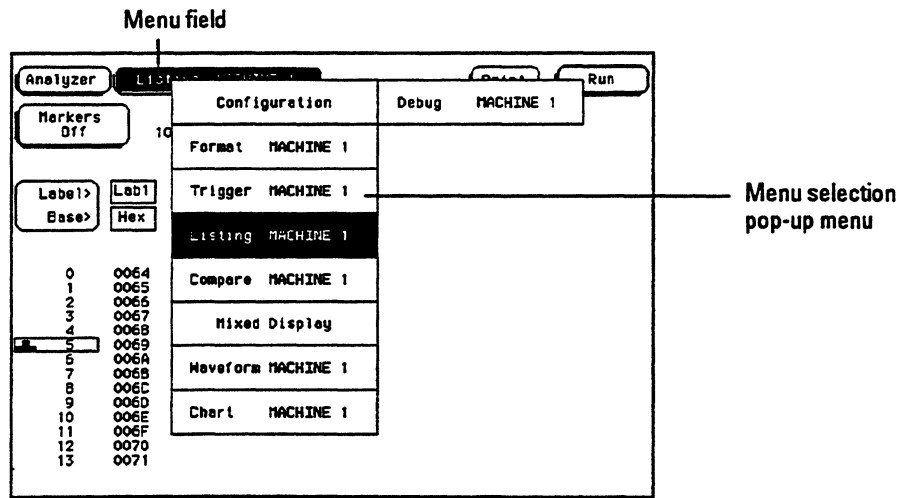 Menu field
Analyzer
Run
Markers
Off
10
Configuration
Debug MACHINE 1
Format MACHINE 1
Trigger MACHINE 1
Listing MACHINE 1
Compare MACHINE 1
Mixed Display
Waveform MACHINE 1
Chart MACHINE 1
Menu selection
pop-up menu
Label> Lab1
Base> Hex
0 0064
1 0065
2 0066
3 0067
4 0068
5 0069
6 006A
7 006B
8 006C
9 006D
10 006E
11 006F
12 0070
13 0071